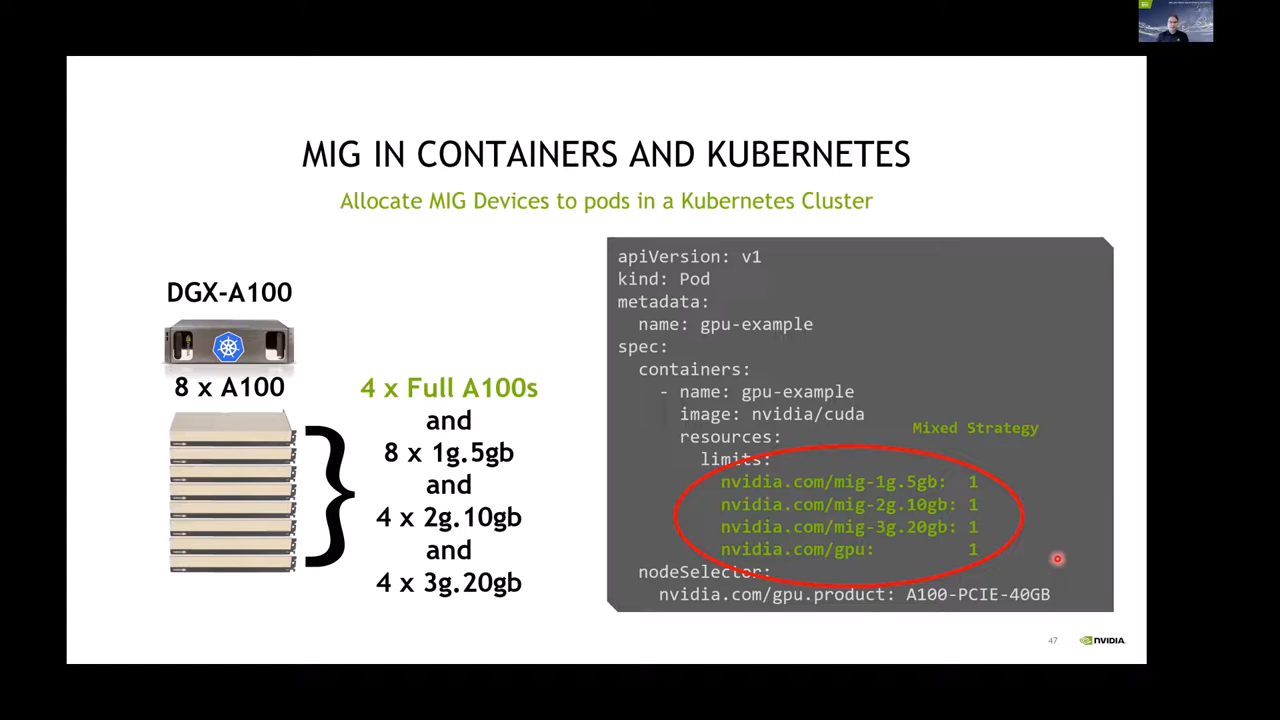 MIG IN CONTAINERS AND KUBERNETES
Allocate MIG Devices to pods in a Kubernetes Cluster
DGX-A100
8 x A100
4 x Full A100s
and
8 x 1g.5gb
and
4 x 2g.10gb
and
4 x 3g.20gb
apiVersion: v1
kind: Pod
metadata:
  name: gpu-example
spec:
  containers:
    - name: gpu-example
      image: nvidia/cuda
      resources:
Mixed Strategy
        limits:
          nvidia.com/mig-1g.5gb:  1
          nvidia.com/mig-2g.10gb: 1
          nvidia.com/mig-3g.20gb: 1
          nvidia.com/gpu:         1
  nodeSelector:
    nvidia.com/gpu.product: A100-PCIE-40GB
47
NVIDIA.